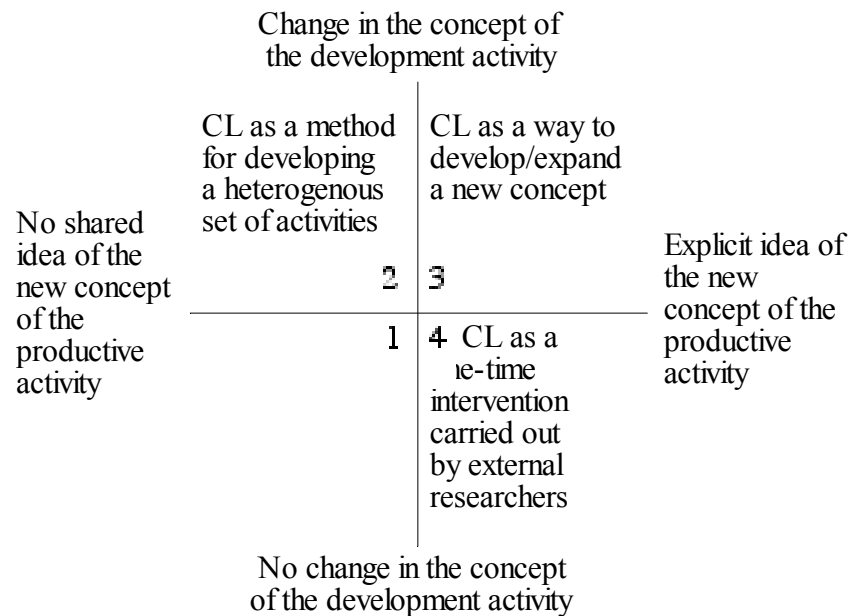 Change in the concept of
the development activity
CL as a method
for developing
a heterogenous
set of activities
CL as a way to
develop/expand
a new concept
No shared
idea of the
new concept
of the
productive
activity
Explicit idea of
the new
concept of the
productive
activity
2 3
1 4 CL as a
ne-time
intervention
carried out
by external
researchers
No change in the concept
of the development activity